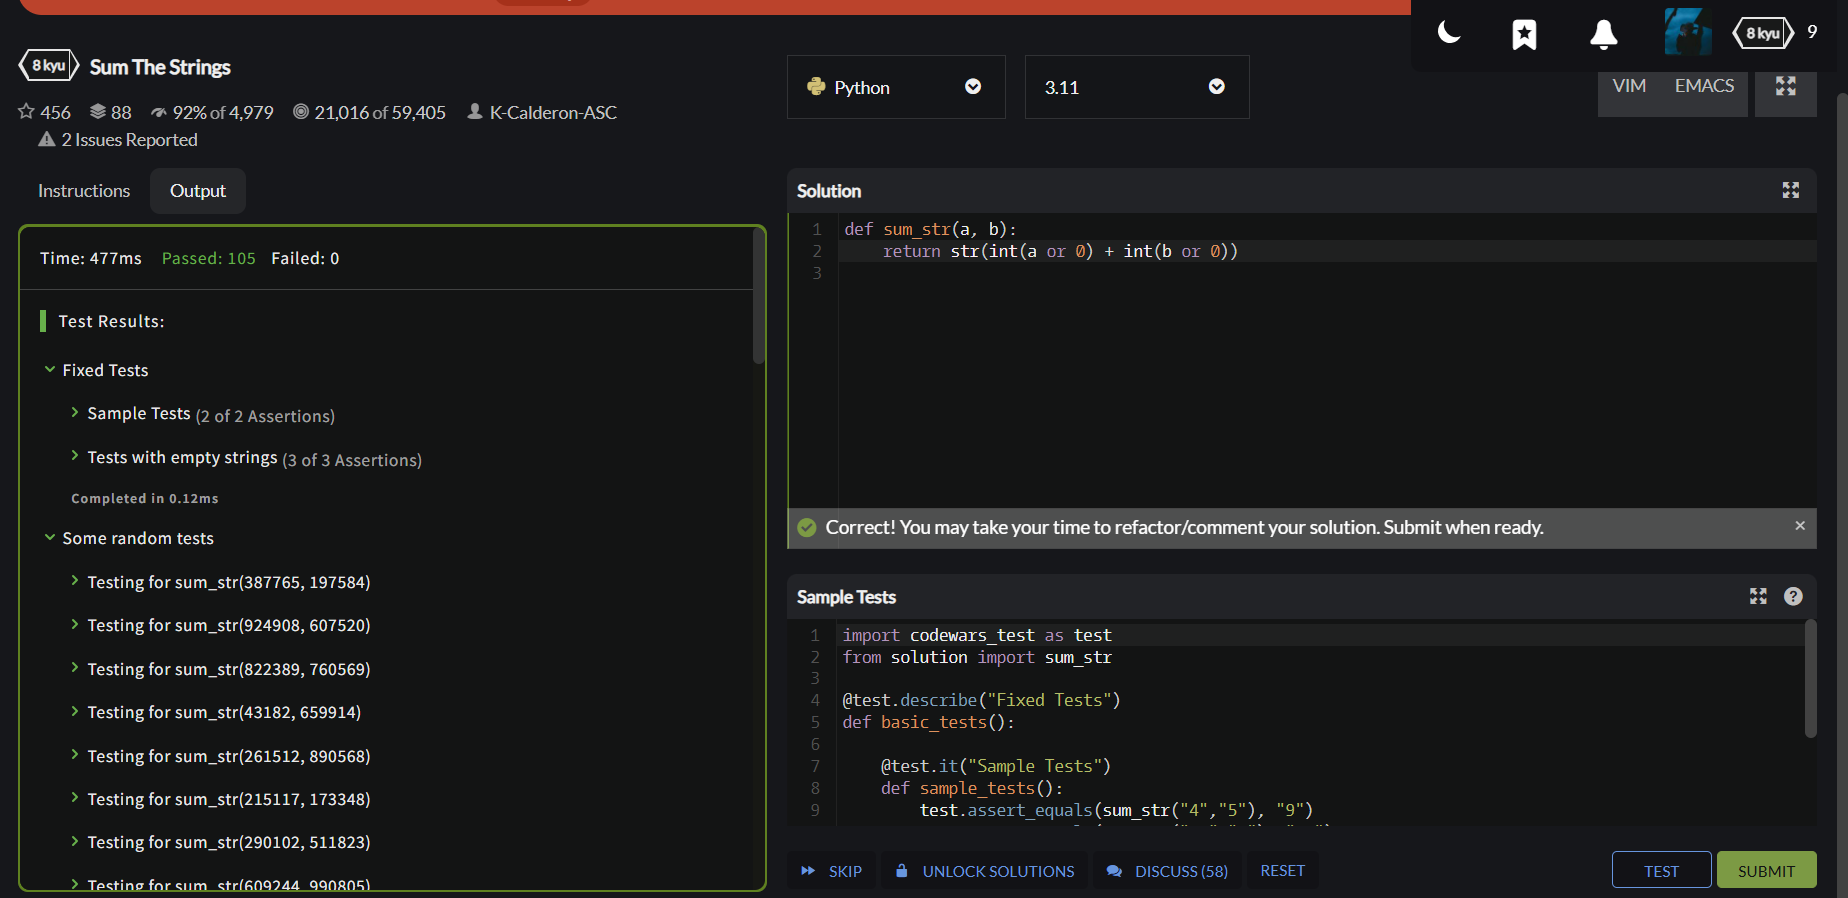 8 kyu
9
8 kyu
Sum The Strings
456
88
92% of 4,979
21,016 of 59,405
K-Calderon-ASC
2 Issues Reported
Instructions
Output
Time: 477ms Passed: 105 Failed: 0
Test Results:
Fixed Tests
Sample Tests (2 of 2 Assertions)
Tests with empty strings (3 of 3 Assertions)
Completed in 0.12ms
Some random tests
Testing for sum_str(387765, 197584)
Testing for sum_str(924908, 607520)
Testing for sum_str(822389, 760569)
Testing for sum_str(43182, 659914)
Testing for sum_str(261512, 890568)
Testing for sum_str(215117, 173348)
Testing for sum_str(290102, 511823)
Testing for sum_str(609244, 990805)
Python
3.11
VIM
EMACS
Solution
1 def sum_str(a, b):
2     return str(int(a or 0) + int(b or 0))
3
Correct! You may take your time to refactor/comment your solution. Submit when ready.
×
Sample Tests
?
1 import codewars_test as test
2 from solution import sum_str
3
4 @test.describe("Fixed Tests")
5 def basic_tests():
6
7     @test.it("Sample Tests")
8     def sample_tests():
9         test.assert_equals(sum_str("4","5"), "9")
SKIP
UNLOCK SOLUTIONS
DISCUSS (58)
RESET
TEST
SUBMIT